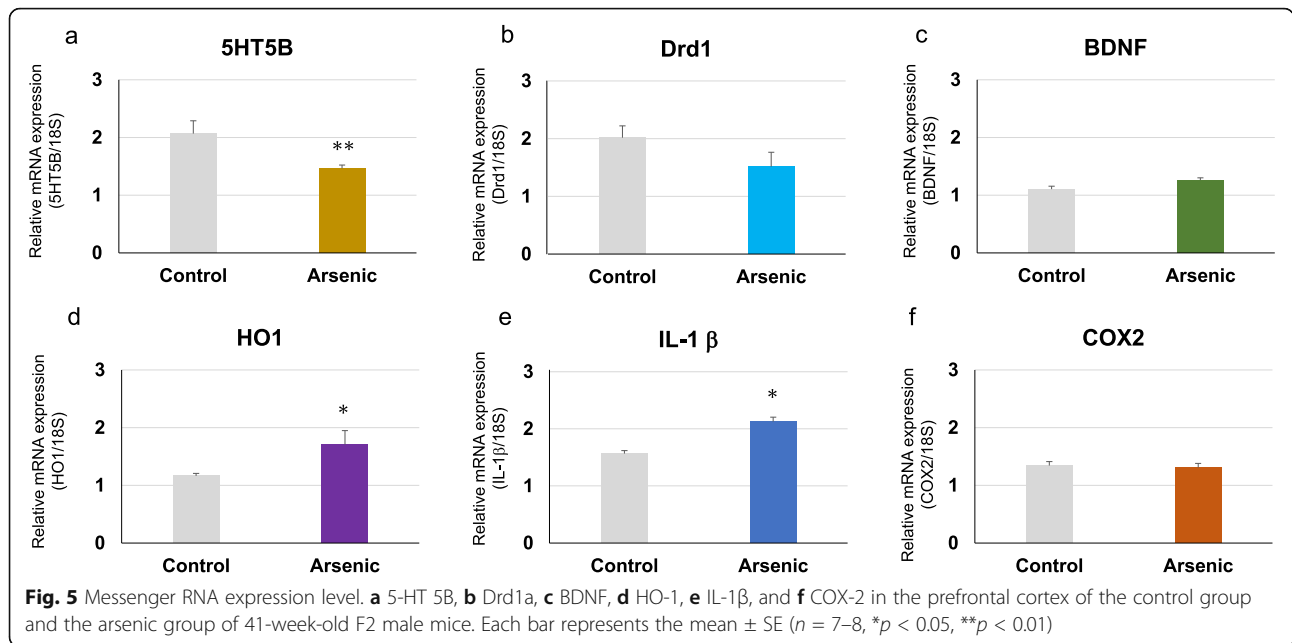 a
5HT5B
Relative mRNA expression
(5HT5B/18S)
3
2
1
0
**
Control Arsenic
b
Drd1
Relative mRNA expression
(Drd1/18S)
3
2
1
0
Control Arsenic
c
BDNF
Relative mRNA expression
(BDNF/18S)
3
2
1
0
Control Arsenic
d
HO1
Relative mRNA expression
(HO1/18S)
3
2
1
0
*
Control Arsenic
e
IL-1 β
Relative mRNA expression
(IL-1β/18S)
3
2
1
0
*
Control Arsenic
f
COX2
Relative mRNA expression
(COX2/18S)
3
2
1
0
Control Arsenic
Fig. 5 Messenger RNA expression level. a 5-HT 5B, b Drd1a, c BDNF, d HO-1, e IL-1β, and f COX-2 in the prefrontal cortex of the control group
and the arsenic group of 41-week-old F2 male mice. Each bar represents the mean ± SE (n = 7–8, *p < 0.05, **p < 0.01)